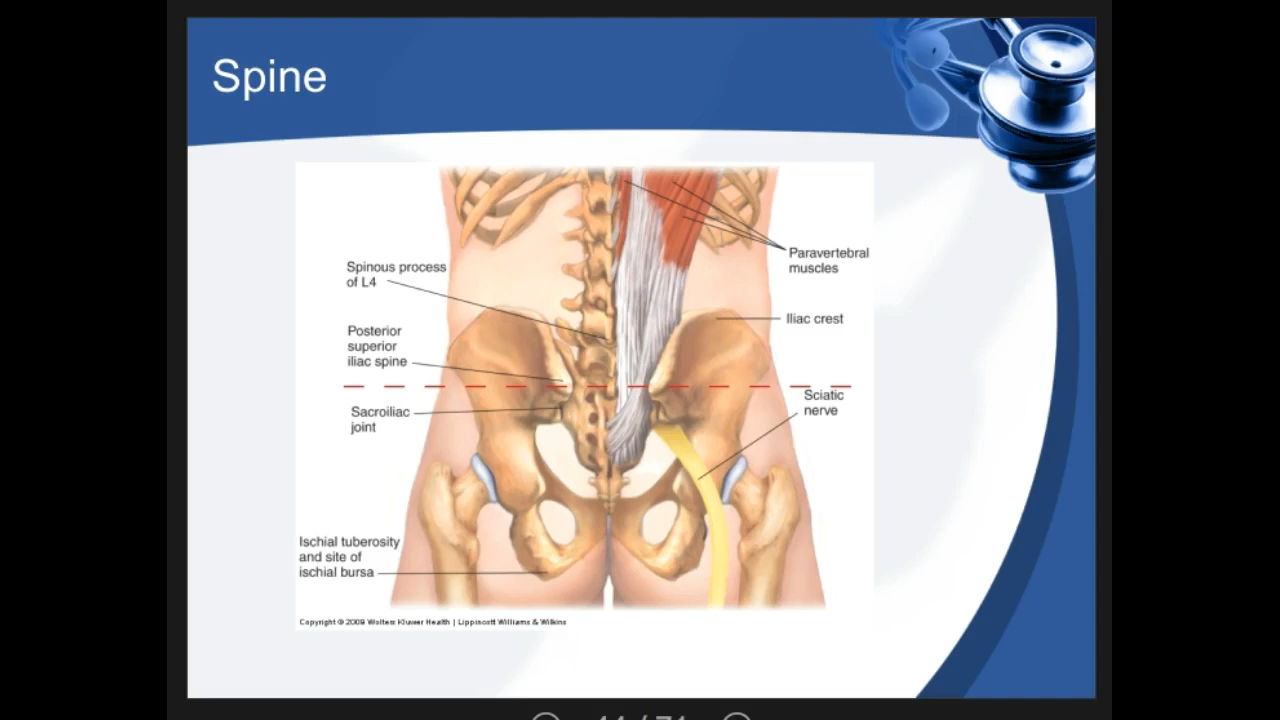 Spine
Spinous process
of L4
Paravertebral
muscles
Iliac crest
Posterior
superior
iliac spine
Sciatic
nerve
Sacroiliac
joint
Ischial tuberosity
and site of
ischial bursa
Copyright © 2009 Wolters Kluwer Health | Lippincott Williams & Wilkins